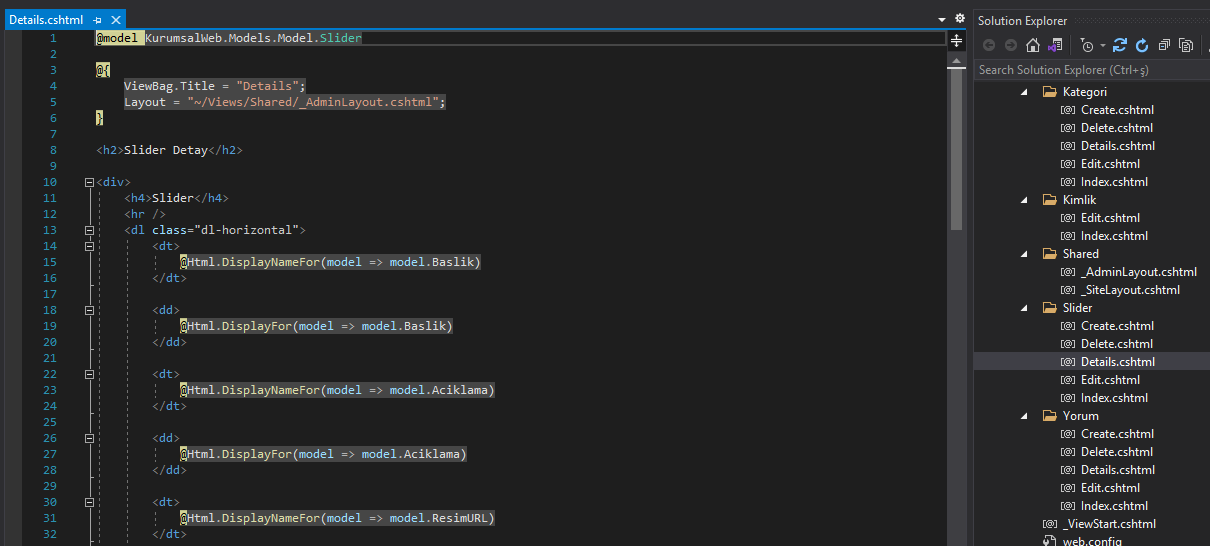 Details.cshtml
1 @model KurumsalWeb.Models.Model.Slider
2
3 @{
4 ViewBag.Title = "Details";
5 Layout = "~/Views/Shared/_AdminLayout.cshtml";
6 }
7
8 <h2>Slider Detay</h2>
9
10 <div>
11 <h4>Slider</h4>
12 <hr />
13 <dl class="dl-horizontal">
14 <dt>
15 @Html.DisplayNameFor(model => model.Baslik)
16 </dt>
17
18 <dd>
19 @Html.DisplayFor(model => model.Baslik)
20 </dd>
21
22 <dt>
23 @Html.DisplayNameFor(model => model.Aciklama)
24 </dt>
25
26 <dd>
27 @Html.DisplayFor(model => model.Aciklama)
28 </dd>
29
30 <dt>
31 @Html.DisplayNameFor(model => model.ResimURL)
32 </dt>
Solution Explorer
Search Solution Explorer (Ctrl+ş)
Kategori
Create.cshtml
Delete.cshtml
Details.cshtml
Edit.cshtml
Index.cshtml
Kimlik
Edit.cshtml
Index.cshtml
Shared
_AdminLayout.cshtml
_SiteLayout.cshtml
Slider
Create.cshtml
Delete.cshtml
Details.cshtml
Edit.cshtml
Index.cshtml
Yorum
Create.cshtml
Delete.cshtml
Details.cshtml
Edit.cshtml
Index.cshtml
_ViewStart.cshtml
web.config